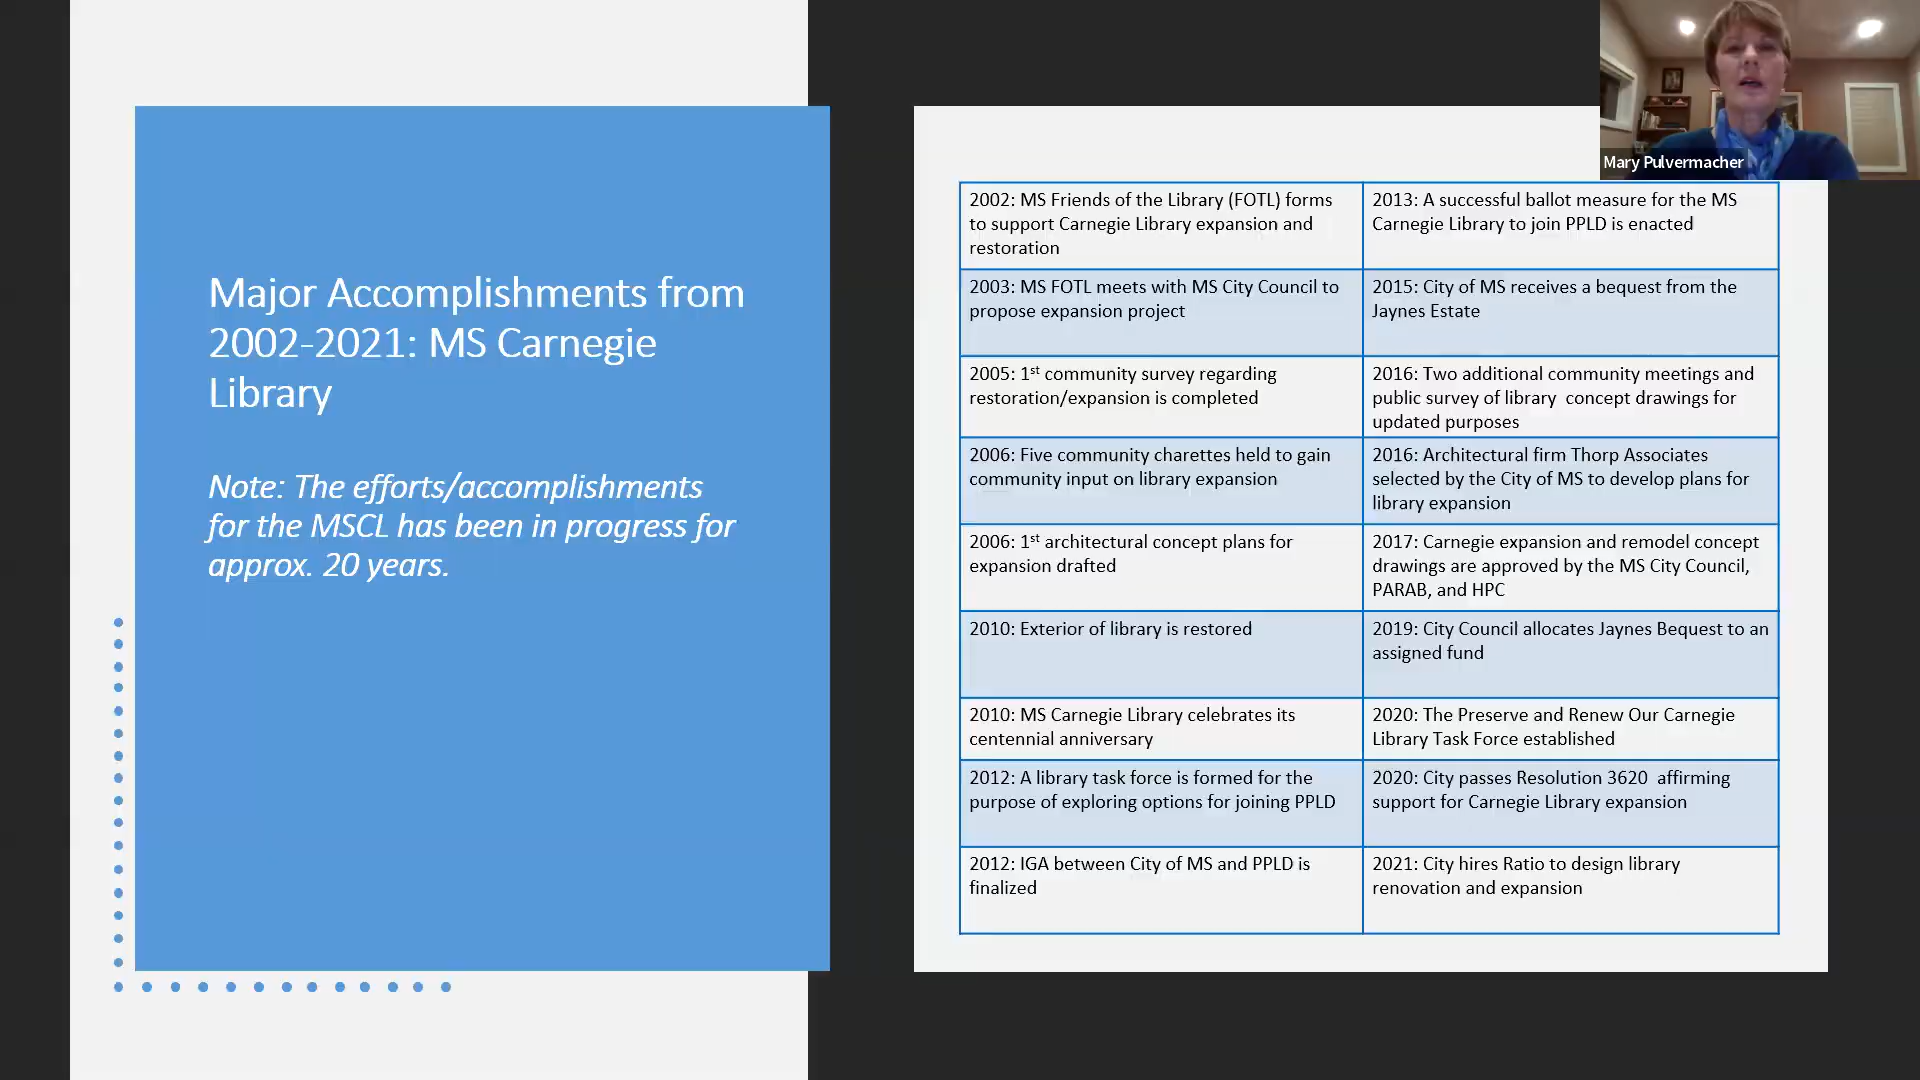 Major Accomplishments from
2002-2021: MS Carnegie
Library
Note: The efforts/accomplishments
for the MSCL has been in progress for
approx. 20 years.
Mary Pulvermacher
2002: MS Friends of the Library (FOTL) forms
to support Carnegie Library expansion and
restoration
2013: A successful ballot measure for the MS
Carnegie Library to join PPLD is enacted
2003: MS FOTL meets with MS City Council to
propose expansion project
2015: City of MS receives a bequest from the
Jaynes Estate
2005: 1st community survey regarding
restoration/expansion is completed
2016: Two additional community meetings and
public survey of library concept drawings for
updated purposes
2006: Five community charettes held to gain
community input on library expansion
2016: Architectural firm Thorp Associates
selected by the City of MS to develop plans for
library expansion
2006: 1st architectural concept plans for
expansion drafted
2017: Carnegie expansion and remodel concept
drawings are approved by the MS City Council,
PARAB, and HPC
2010: Exterior of library is restored
2019: City Council allocates Jaynes Bequest to an
assigned fund
2010: MS Carnegie Library celebrates its
centennial anniversary
2020: The Preserve and Renew Our Carnegie
Library Task Force established
2012: A library task force is formed for the
purpose of exploring options for joining PPLD
2020: City passes Resolution 3620 affirming
support for Carnegie Library expansion
2012: IGA between City of MS and PPLD is
finalized
2021: City hires Ratio to design library
renovation and expansion